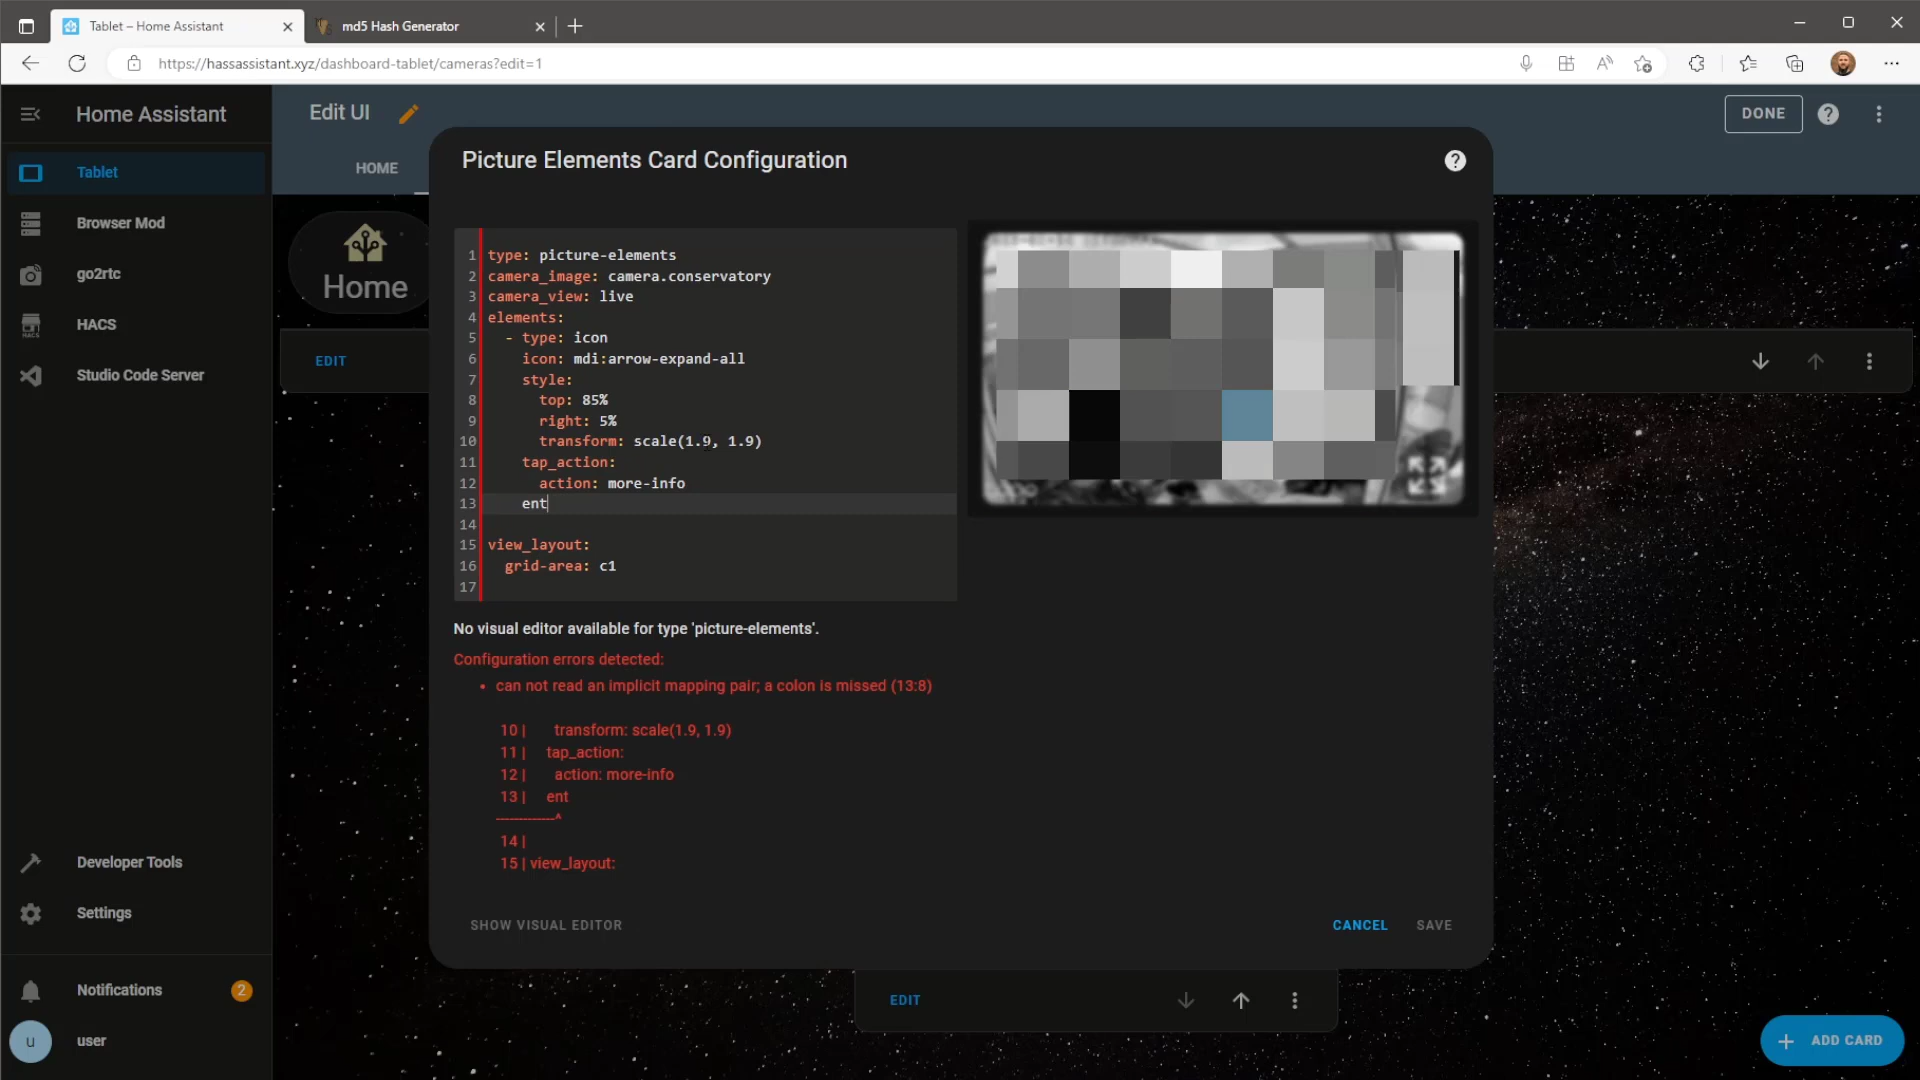 Tablet – Home Assistant
md5 Hash Generator
https://hassassistant.xyz/dashboard-tablet/cameras?edit=1
Home Assistant
Edit UI
DONE
HOME
Tablet
Browser Mod
go2rtc
HACS
HACS
Studio Code Server
Home
EDIT
Picture Elements Card Configuration
1 type: picture-elements
2 camera_image: camera.conservatory
3 camera_view: live
4 elements:
5 - type: icon
6 icon: mdi:arrow-expand-all
7 style:
8 top: 85%
9 right: 5%
10 transform: scale(1.9, 1.9)
11 tap_action:
12 action: more-info
13 ent
14
15 view_layout:
16 grid-area: c1
17
No visual editor available for type 'picture-elements'.
Configuration errors detected:
• can not read an implicit mapping pair; a colon is missed (13:8)
10 | transform: scale(1.9, 1.9)
11 | tap_action:
12 | action: more-info
13 | ent
-------------^
14 |
15 | view_layout:
SHOW VISUAL EDITOR
CANCEL
SAVE
Developer Tools
Settings
Notifications
2
u
user
EDIT
+ ADD CARD